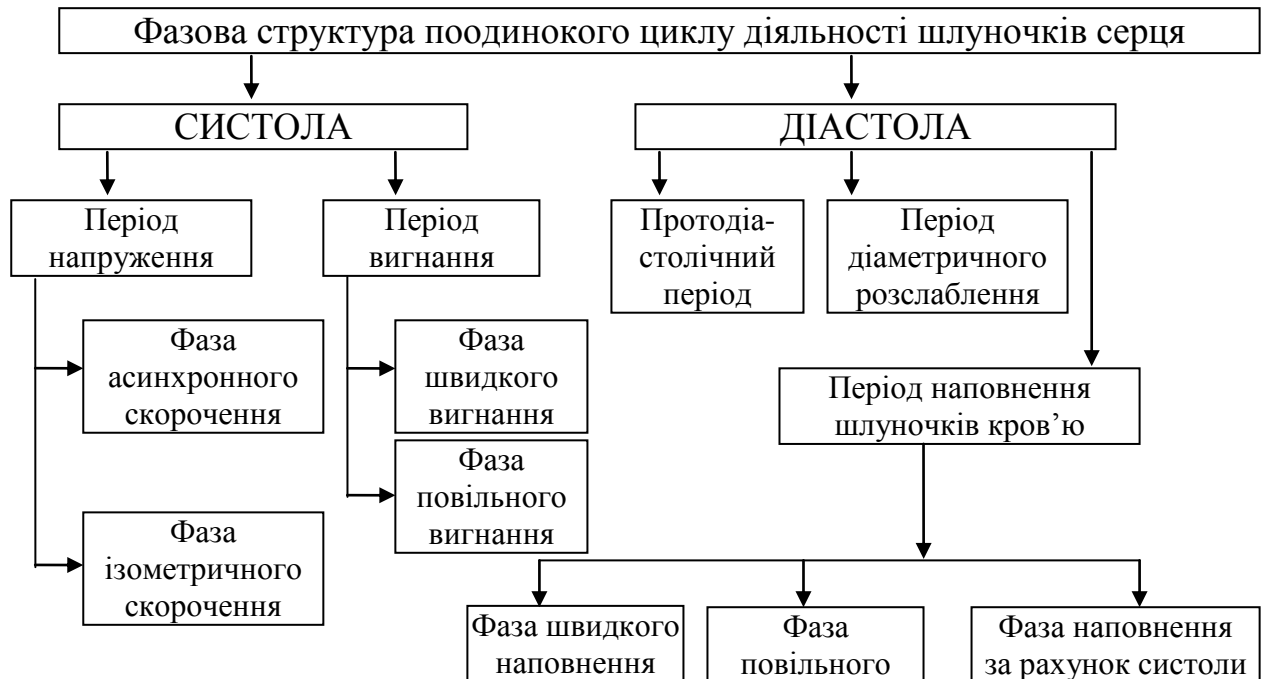 Фазова структура поодинокого циклу діяльності шлуночків серця
СИСТОЛА
ДІАСТОЛА
Період
напруження
Період
вигнання
Протодіа-
столічний
період
Період
діаметричного
розслаблення
Фаза
асинхронного
скорочення
Фаза
швидкого
вигнання
Період наповнення
шлуночків кров’ю
Фаза
повільного
вигнання
Фаза
ізометричного
скорочення
Фаза швидкого
наповнення
Фаза
повільного
Фаза наповнення
за рахунок систоли